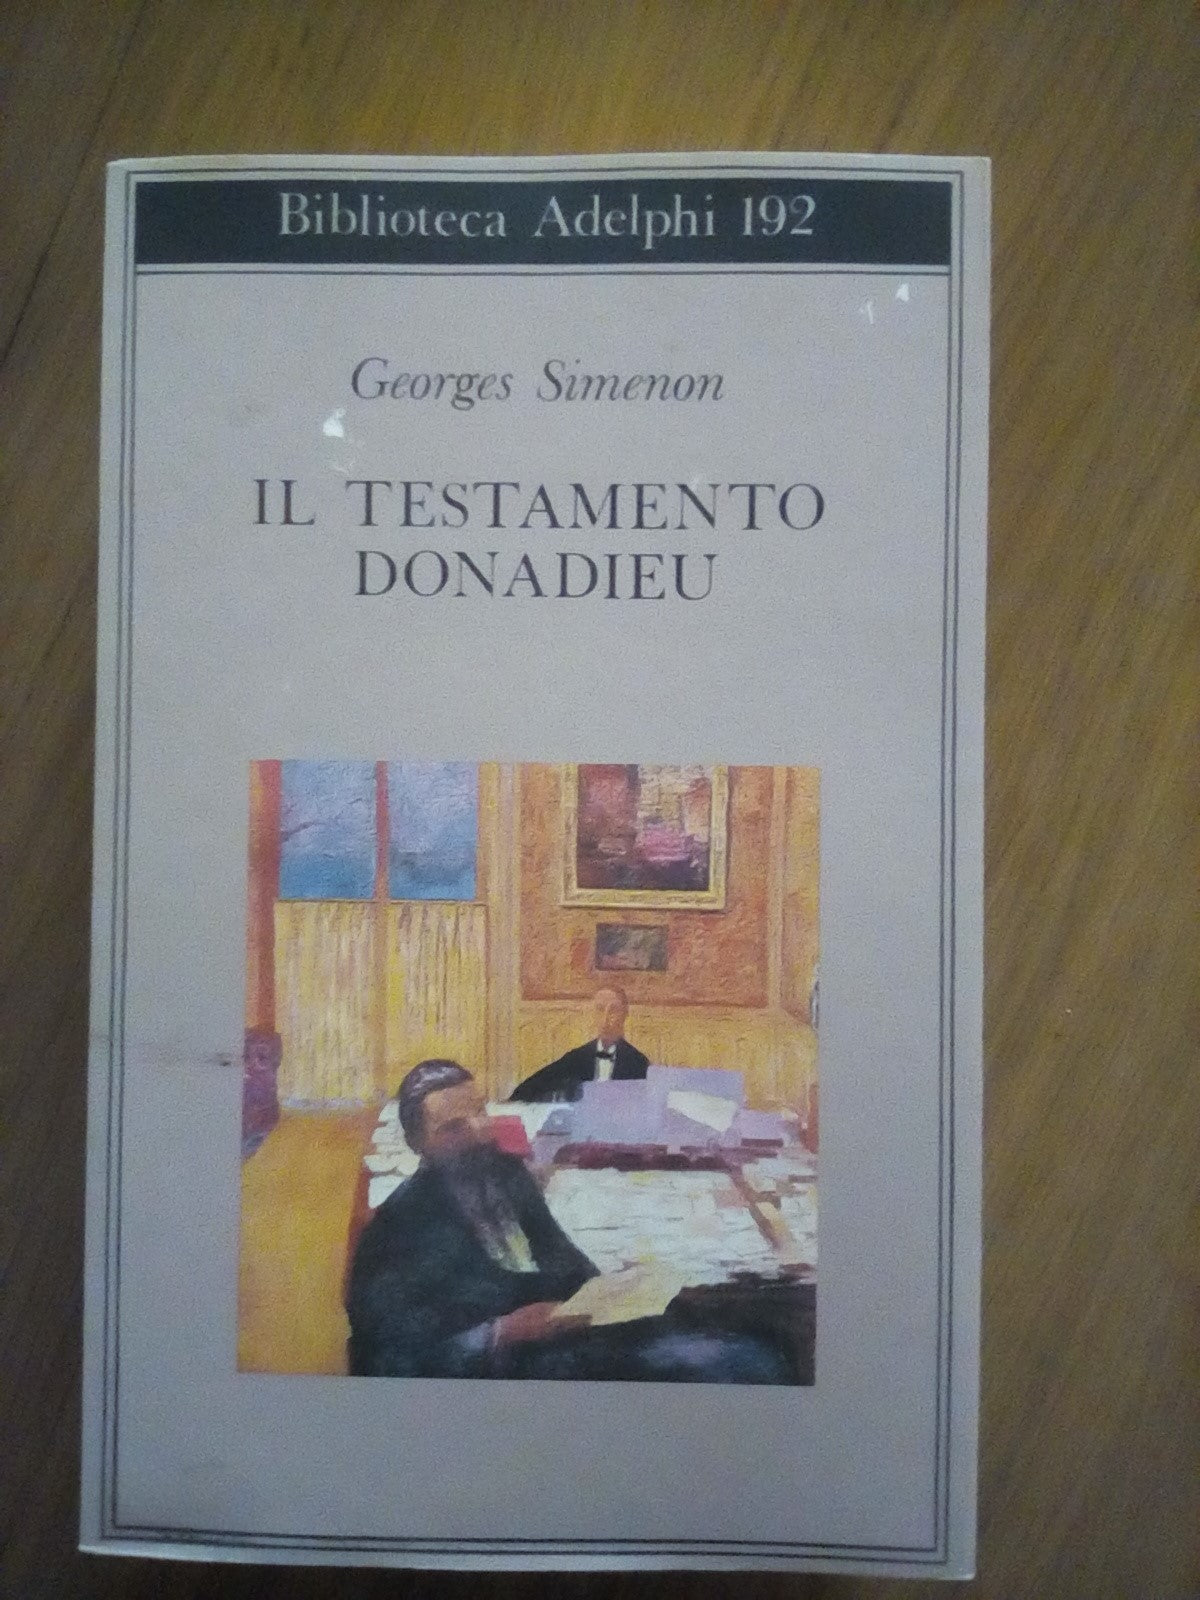 Biblioteca Adelphi 192
Georges Simenon
IL TESTAMENTO
DONADIEU